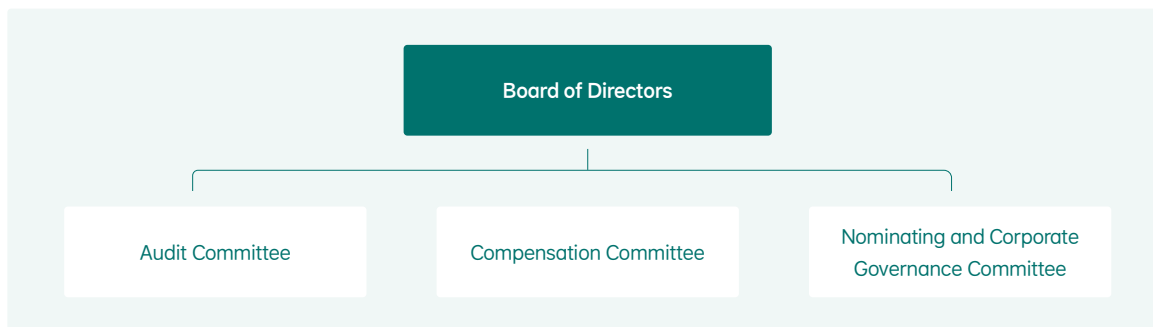 Board of Directors
Audit Committee
Compensation Committee
Nominating and Corporate
Governance Committee